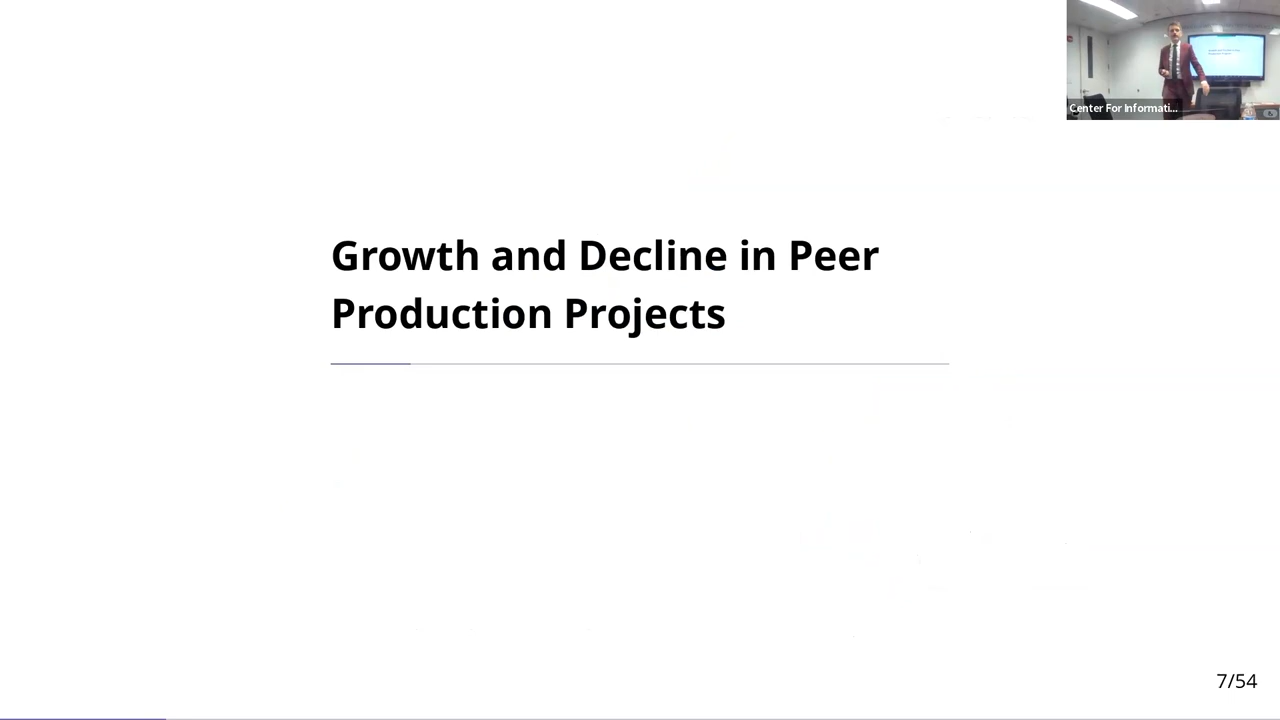 Center For Informati...
Growth and Decline in Peer
Production Projects
7/54